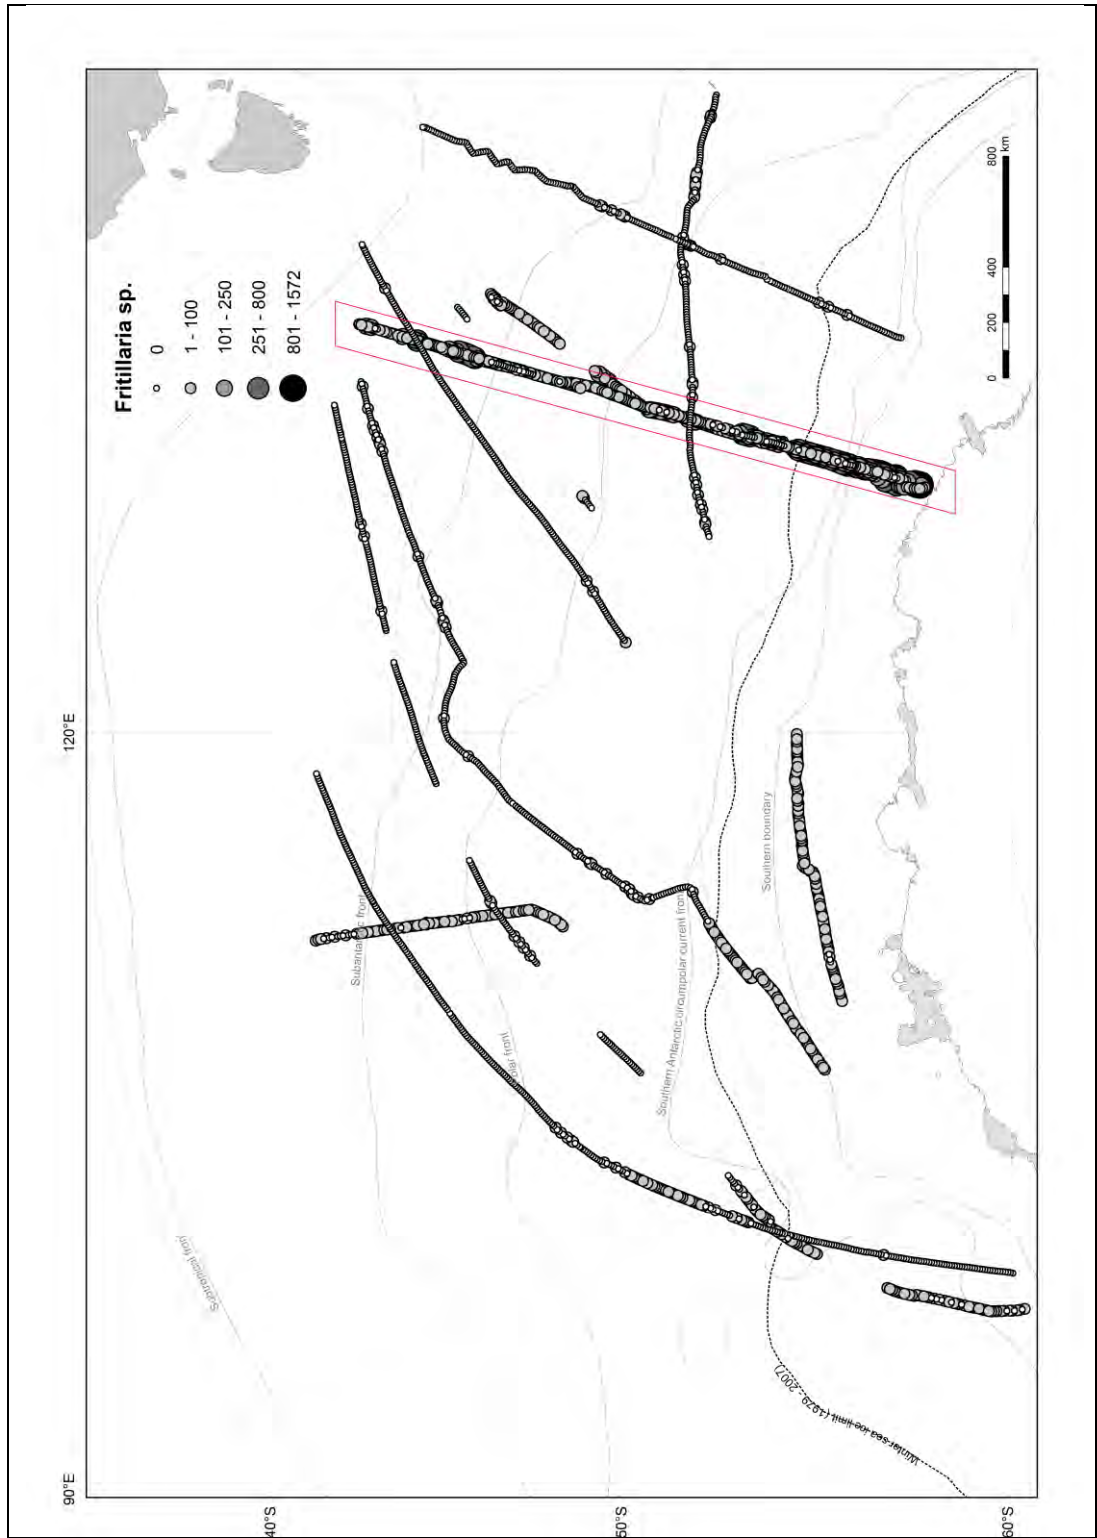 Fritillaria sp.
0
1 - 100
101 - 250
251 - 800
801 - 1572
0
200
400
800
km
120°E
90°E
40°S
50°S
60°S
Subantarctic front
Southern Antarctic circumpolar current front
Southern boundary
Winter sea ice limit (1979 - 2007)